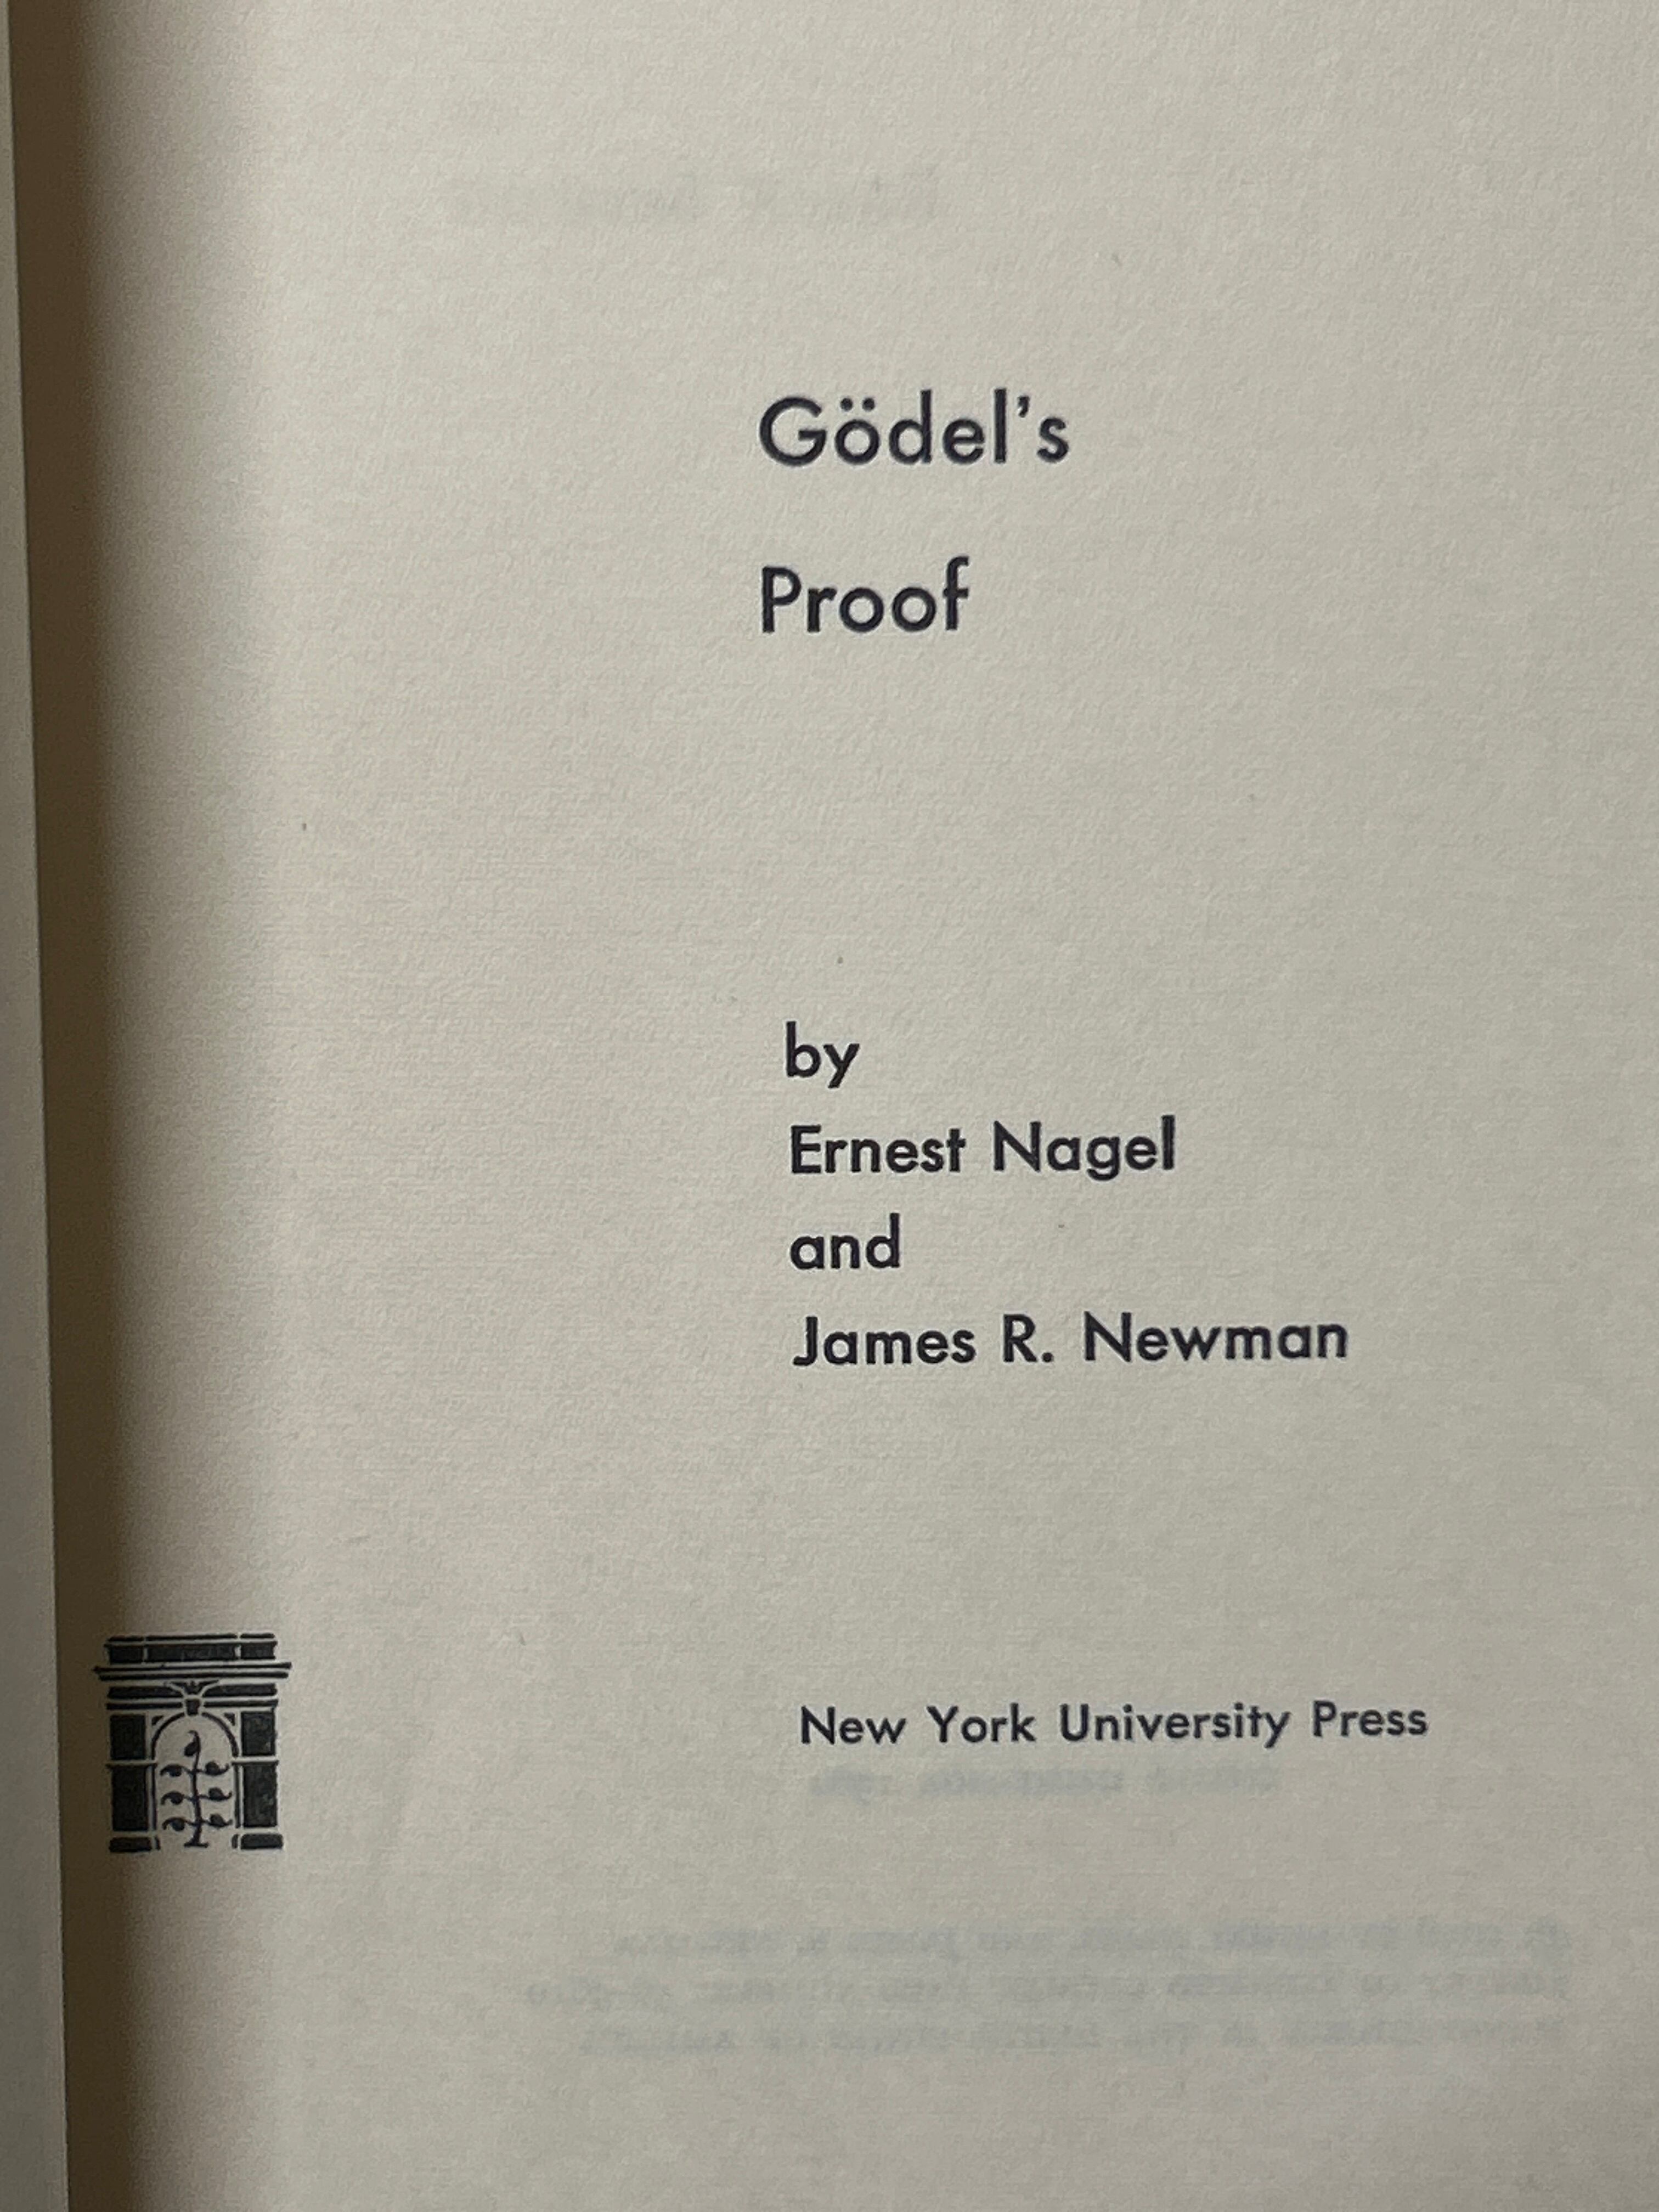 Gödel's
Proof
by
Ernest Nagel
and
James R. Newman
New York University Press